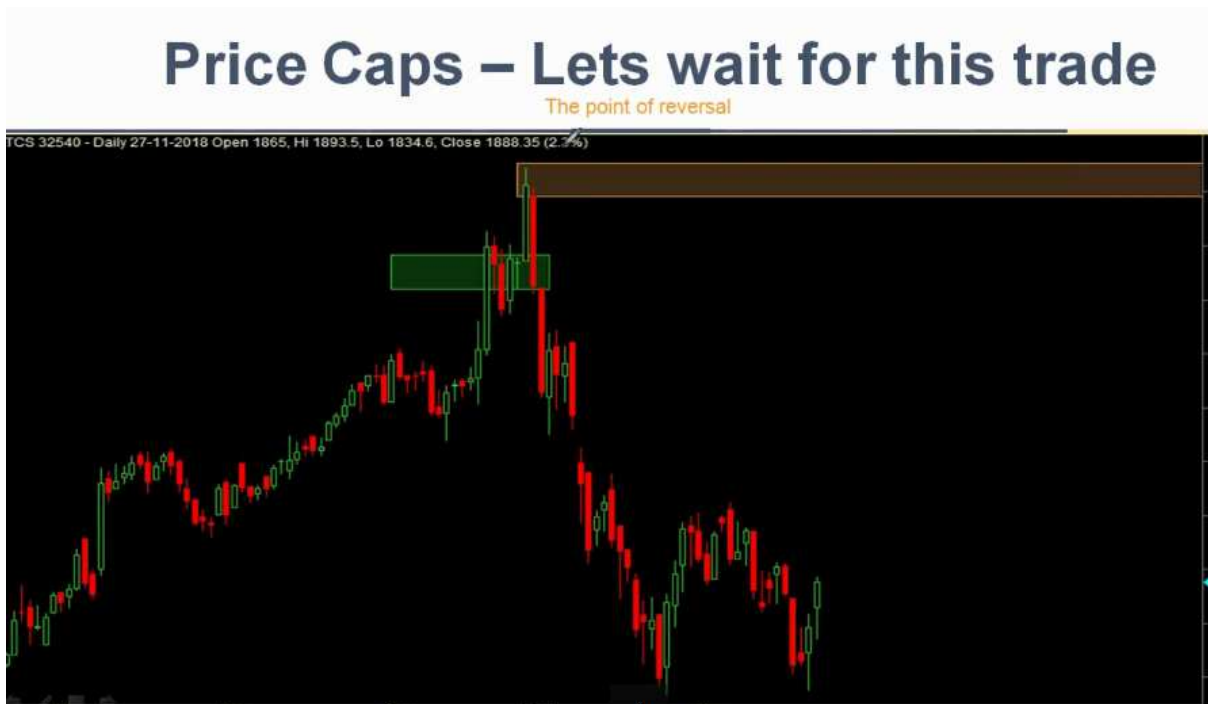 Price Caps – Lets wait for this trade
The point of reversal
TCS 32540 - Daily 27-11-2018 Open 1865, Hi 1893.5, Lo 1834.6, Close 1888.35